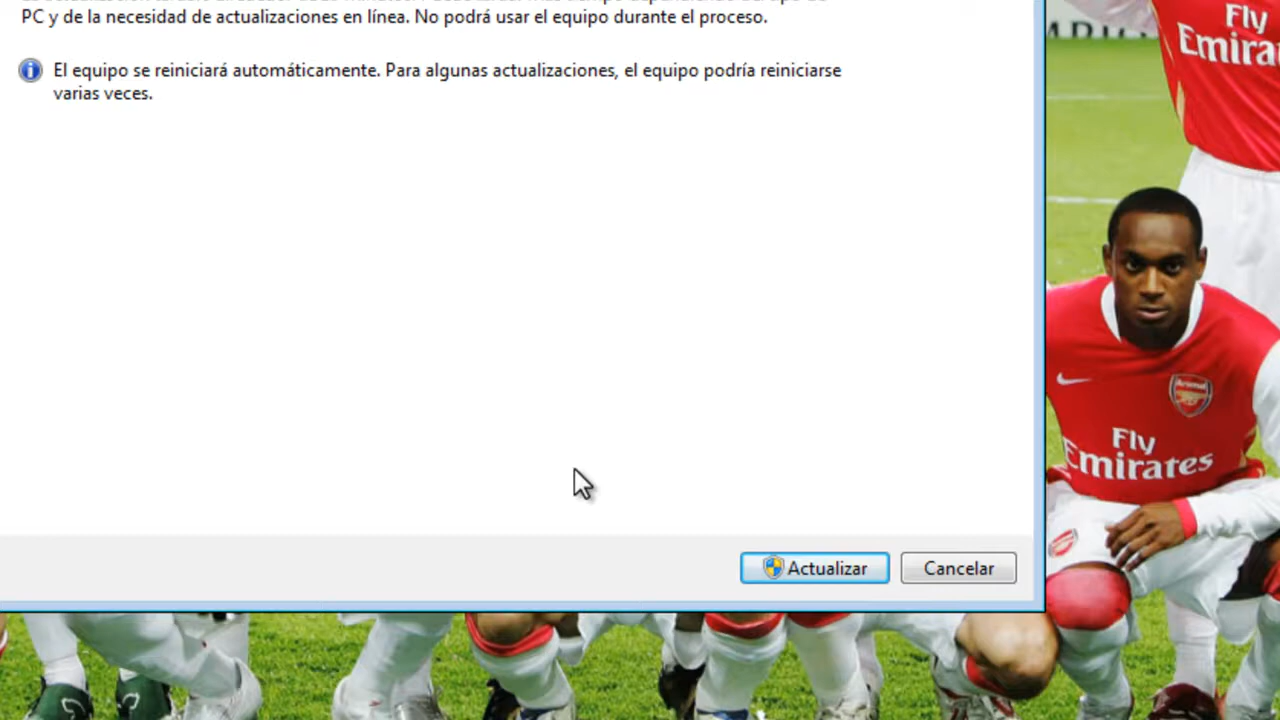 PC y de la necesidad de actualizaciones en línea. No podrá usar el equipo durante el proceso.
El equipo se reiniciará automáticamente. Para algunas actualizaciones, el equipo podría reiniciarse
varias veces.
Actualizar
Cancelar
Fly
Emira
Arsenal
Fly
Emirates